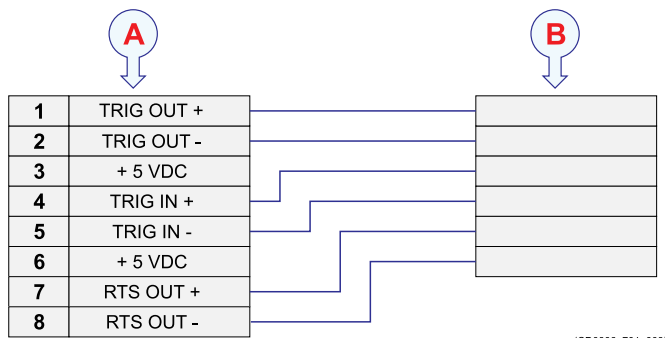 A B
1 TRIG OUT +
2 TRIG OUT -
3 + 5 VDC
4 TRIG IN +
5 TRIG IN -
6 + 5 VDC
7 RTS OUT +
8 RTS OUT -